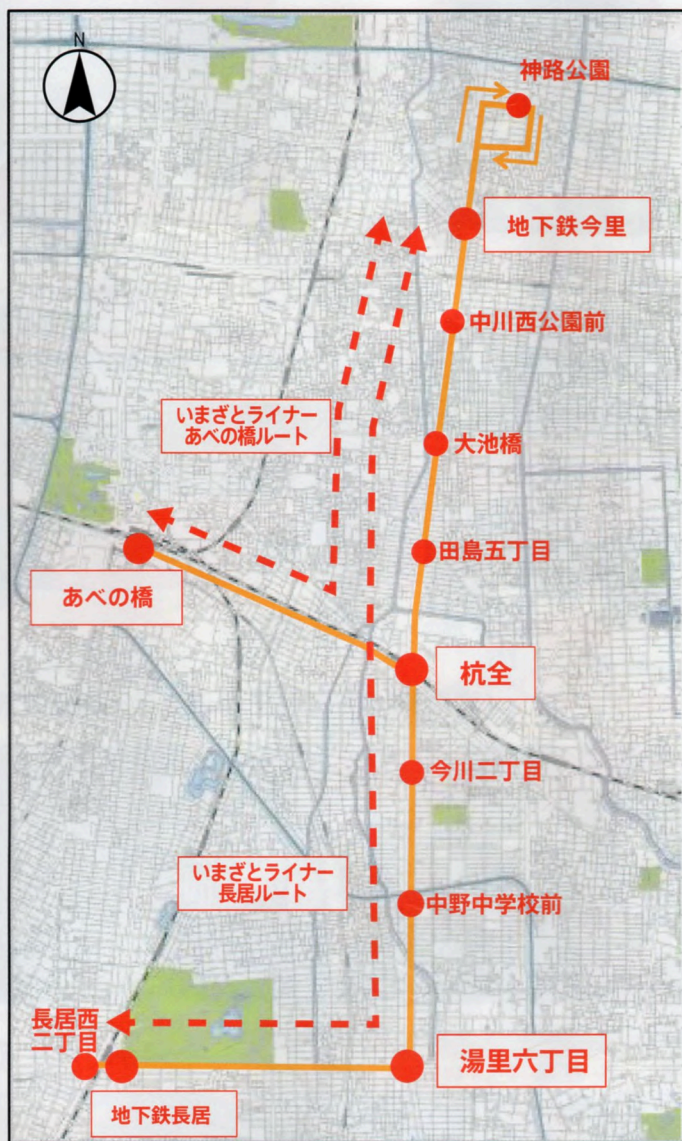 N
神路公園
地下鉄今里
中川西公園前
いまざとライナー
あべの橋ルート
大池橋
田島五丁目
あべの橋
杭全
今川二丁目
いまざとライナー
長居ルート
中野中学校前
長居西
二丁目
湯里六丁目
地下鉄長居